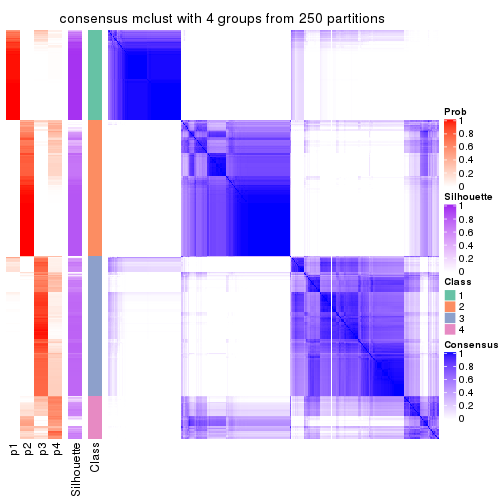 consensus mclust with 4 groups from 250 partitions
Prob
1
0.8
0.6
0.4
0.2
0
Silhouette
1
0.8
0.6
0.4
0.2
0
Class
1
2
3
4
Consensus
1
0.8
0.6
0.4
0.2
0
p1
p2
p3
p4
Silhouette
Class